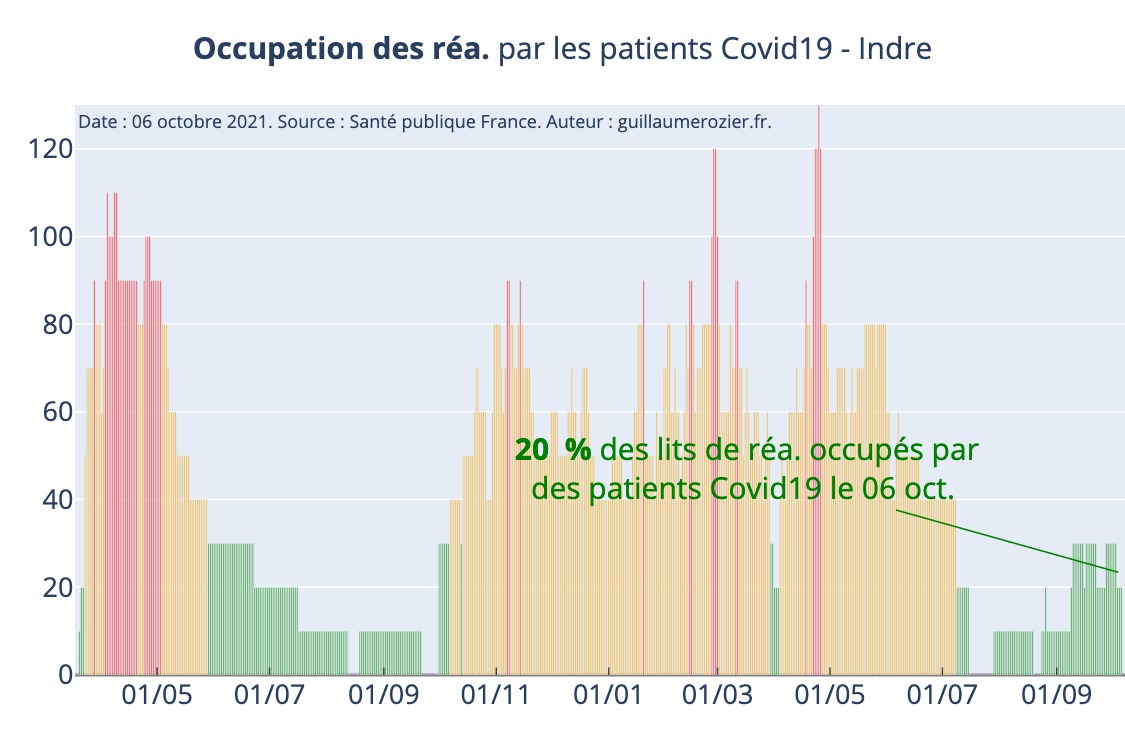 Occupation des réa. par les patients Covid19 - Indre
Date : 06 octobre 2021. Source : Santé publique France. Auteur : guillaumerozier.fr.
120
100
80
60
40
20
0
20 % des lits de réa. occupés par
des patients Covid19 le 06 oct.
01/05 01/07 01/09 01/11 01/01 01/03 01/05 01/07 01/09